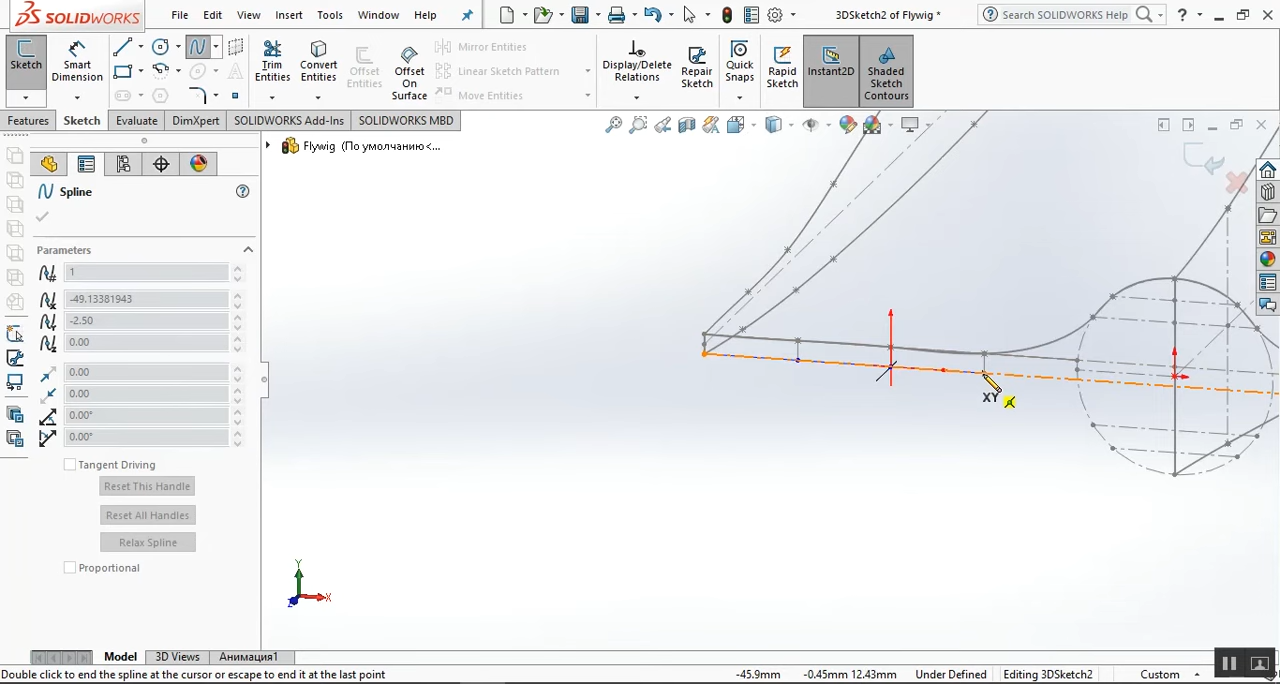 SOLIDWORKS
File Edit View Insert Tools Window Help
3DSketch2 of Flywig *
Search SOLIDWORKS Forum
Sketch
Smart Dimension
Trim Entities
Convert Entities
Offset Entities
Offset On Surface
Mirror Entities
Linear Sketch Pattern
Move Entities
Display/Delete Relations
Repair Sketch
Quick Snaps
Rapid Sketch
Instant2D
Shaded Sketch Contours
Features Sketch Evaluate DimXpert SOLIDWORKS Add-Ins SOLIDWORKS MBD
Flywig (По умолчанию<...
Spline
Parameters
1
-49.13381943
-2.50
0.00
0.00
0.00
0.00°
0.00°
Tangent Driving
Reset This Handle
Reset All Handles
Relax Spline
Proportional
XY
Y
X
Z
Model 3D Views Анимация1
Double click to end the spline at the cursor or escape to end it at the last point
-45.9mm -0.45mm 12.43mm Under Defined Editing 3DSketch2 Custom